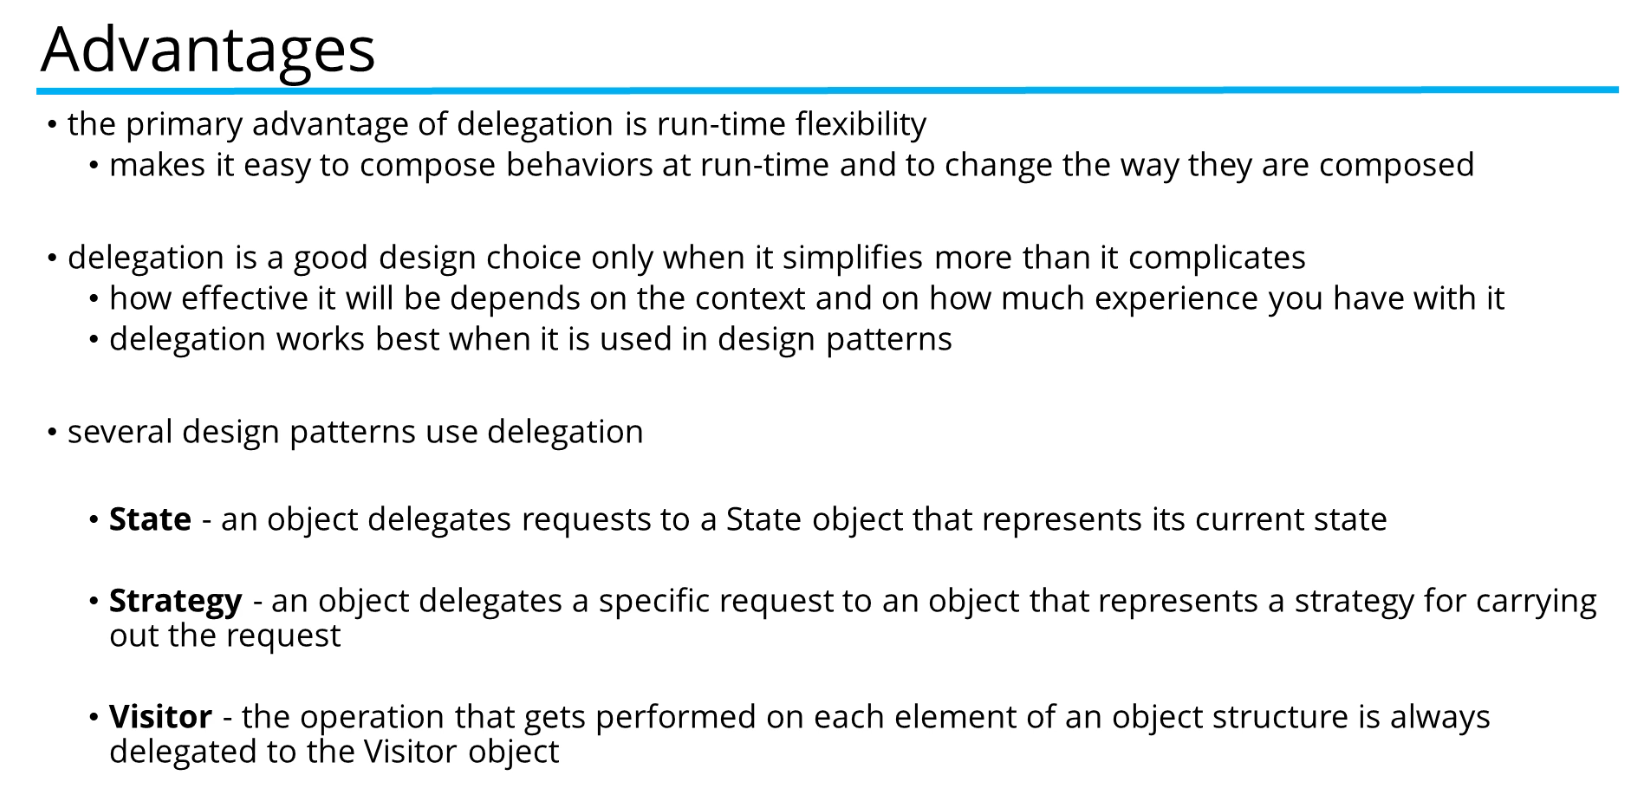 Advantages
• the primary advantage of delegation is run-time flexibility
• makes it easy to compose behaviors at run-time and to change the way they are composed
• delegation is a good design choice only when it simplifies more than it complicates
• how effective it will be depends on the context and on how much experience you have with it
• delegation works best when it is used in design patterns
• several design patterns use delegation
• State - an object delegates requests to a State object that represents its current state
• Strategy - an object delegates a specific request to an object that represents a strategy for carrying
out the request
• Visitor - the operation that gets performed on each element of an object structure is always
delegated to the Visitor object